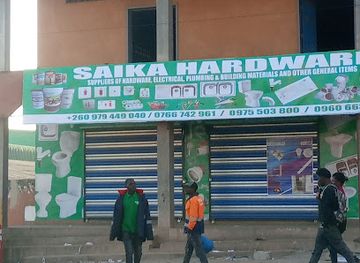 SAIKA HARDWAR
SUPPLIERS OF HARDWARE, ELECTRICAL, PLUMBING & BUILDING MATERIALS AND OTHER GENERAL ITEMS
+260 979 449 040 / 0766 742 961 / 0975 503 800 / 0960 66